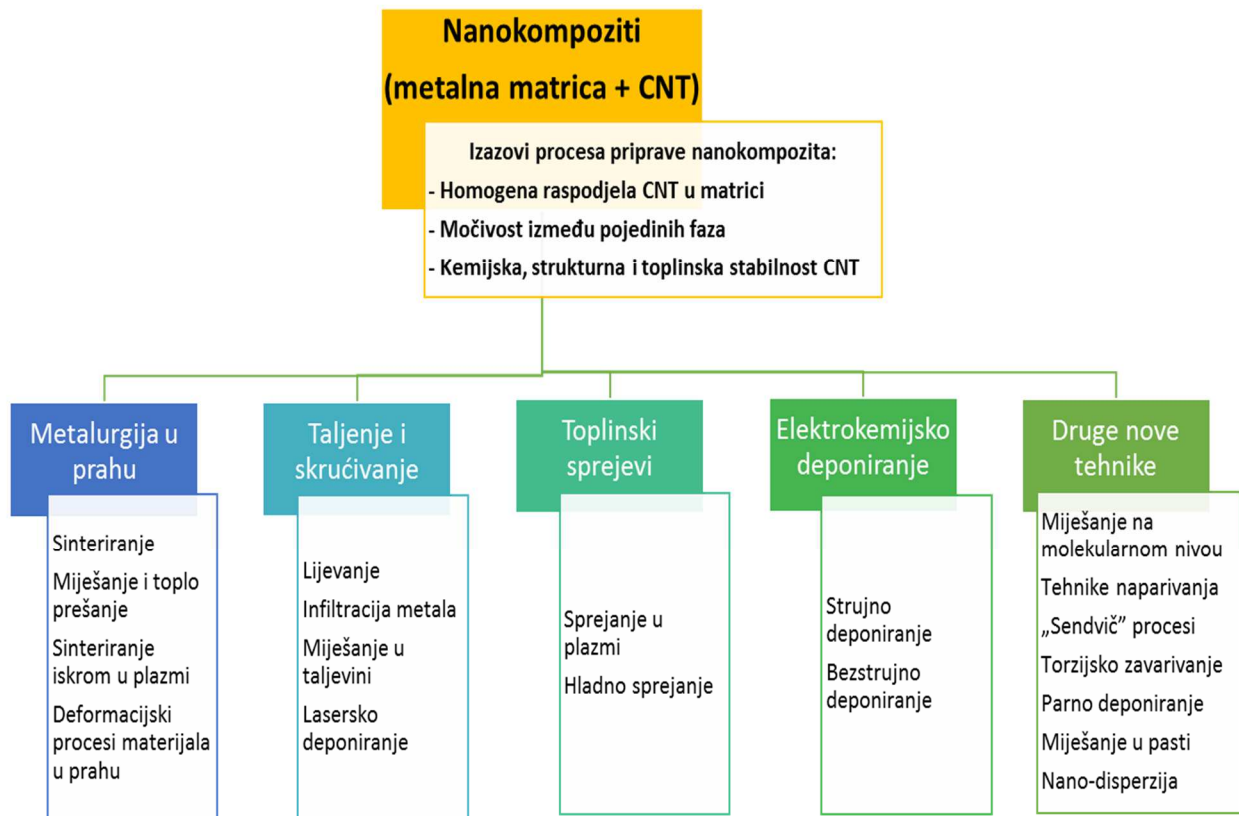 Nanokompoziti
(metalna matrica + CNT)
Izazovi procesa priprave nanokompozita:
- Homogena raspodjela CNT u matrici
- Močivost između pojedinih faza
- Kemijska, strukturna i toplinska stabilnost CNT
Metalurgija u
prahu
Sinteriranje
Miješanje i toplo
prešanje
Sinteriranje
iskrom u plazmi
Deformacijski
procesi materijala
u prahu
Taljenje i
skrućivanje
Lijevanje
Infiltracija metala
Miješanje u
taljevini
Lasersko
deponiranje
Toplinski
sprejevi
Sprejanje u
plazmi
Hladno sprejanje
Elektrokemijsko
deponiranje
Strujno
deponiranje
Bezstrujno
deponiranje
Druge nove
tehnike
Miješanje na
molekularnom nivou
Tehnike naparivanja
„Sendvič” procesi
Torzijsko zavarivanje
Parno deponiranje
Miješanje u pasti
Nano-disperzija